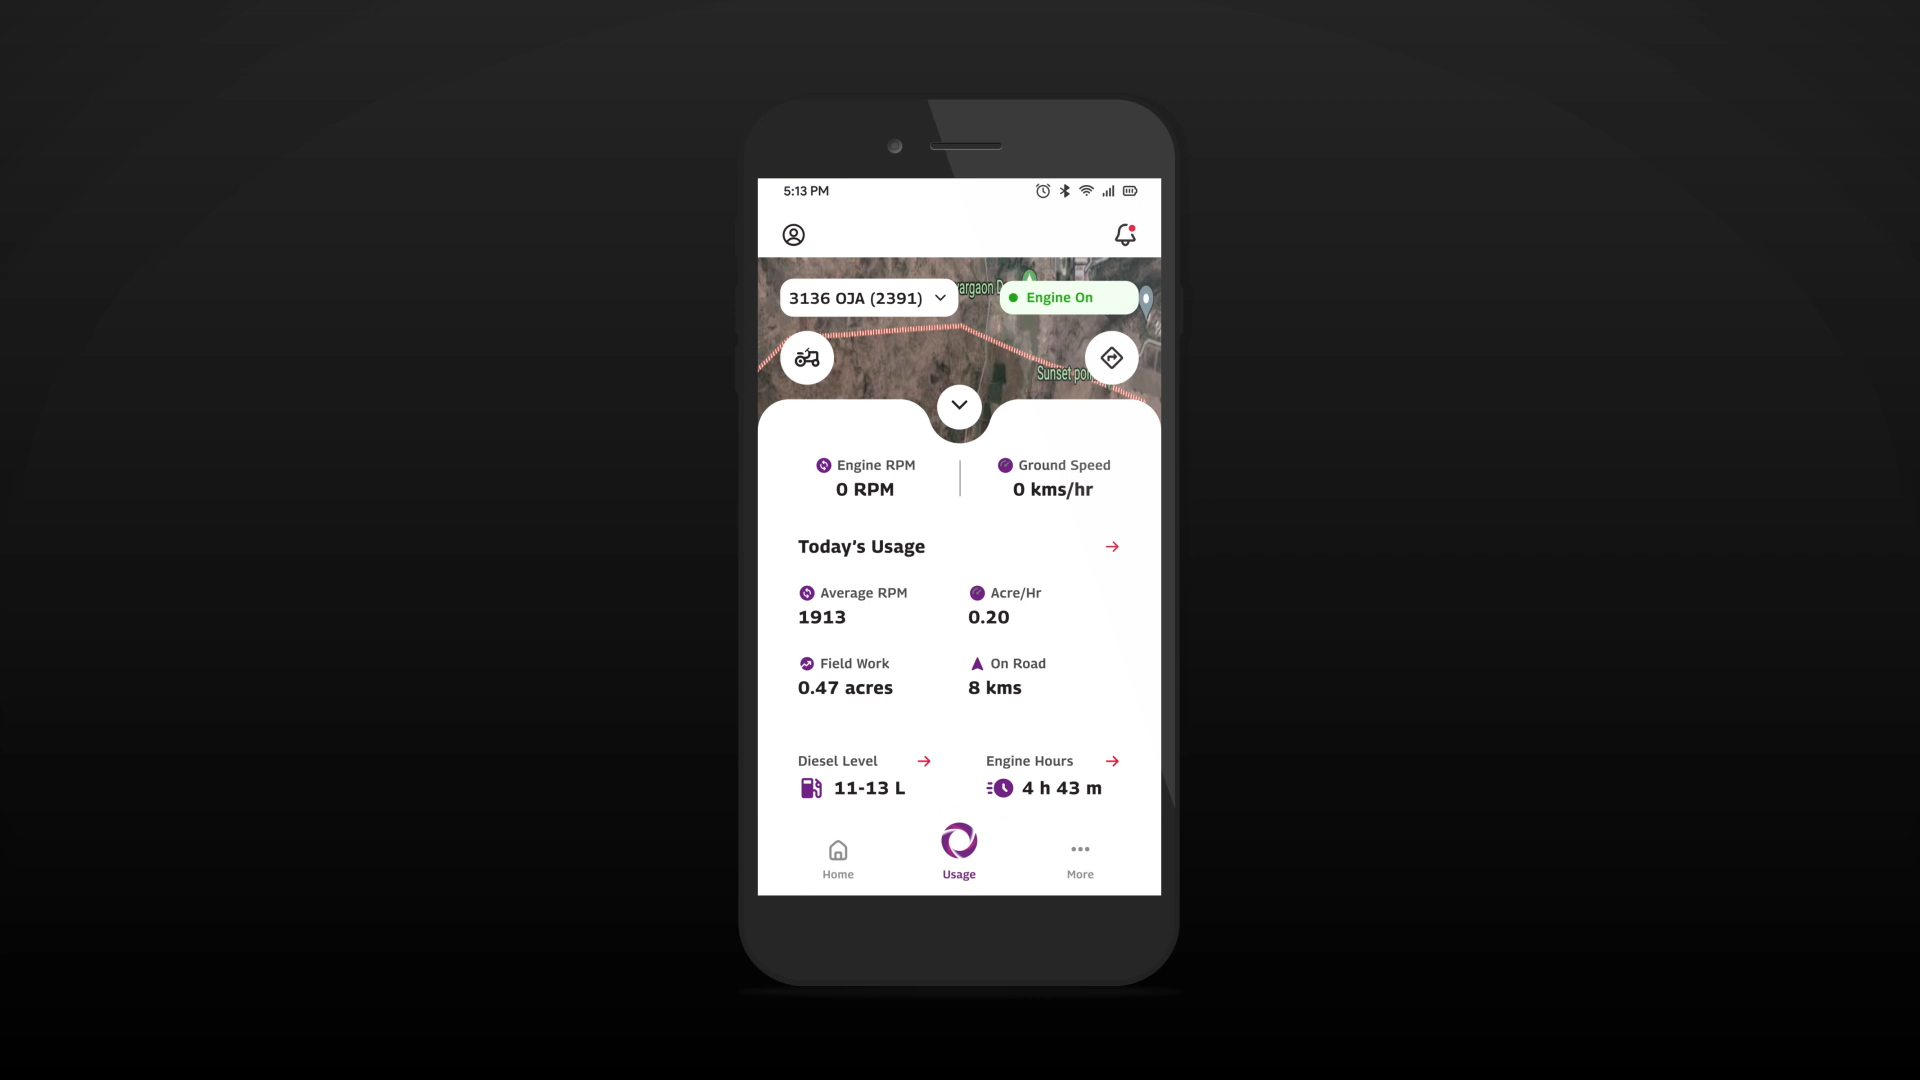 5:13 PM
3136 OJA (2391)
Engine On
Engine RPM
0 RPM
Ground Speed
0 kms/hr
Today's Usage
Average RPM
1913
Acre/Hr
0.20
Field Work
0.47 acres
On Road
8 kms
Diesel Level
11-13 L
Engine Hours
4 h 43 m
Home
Usage
More